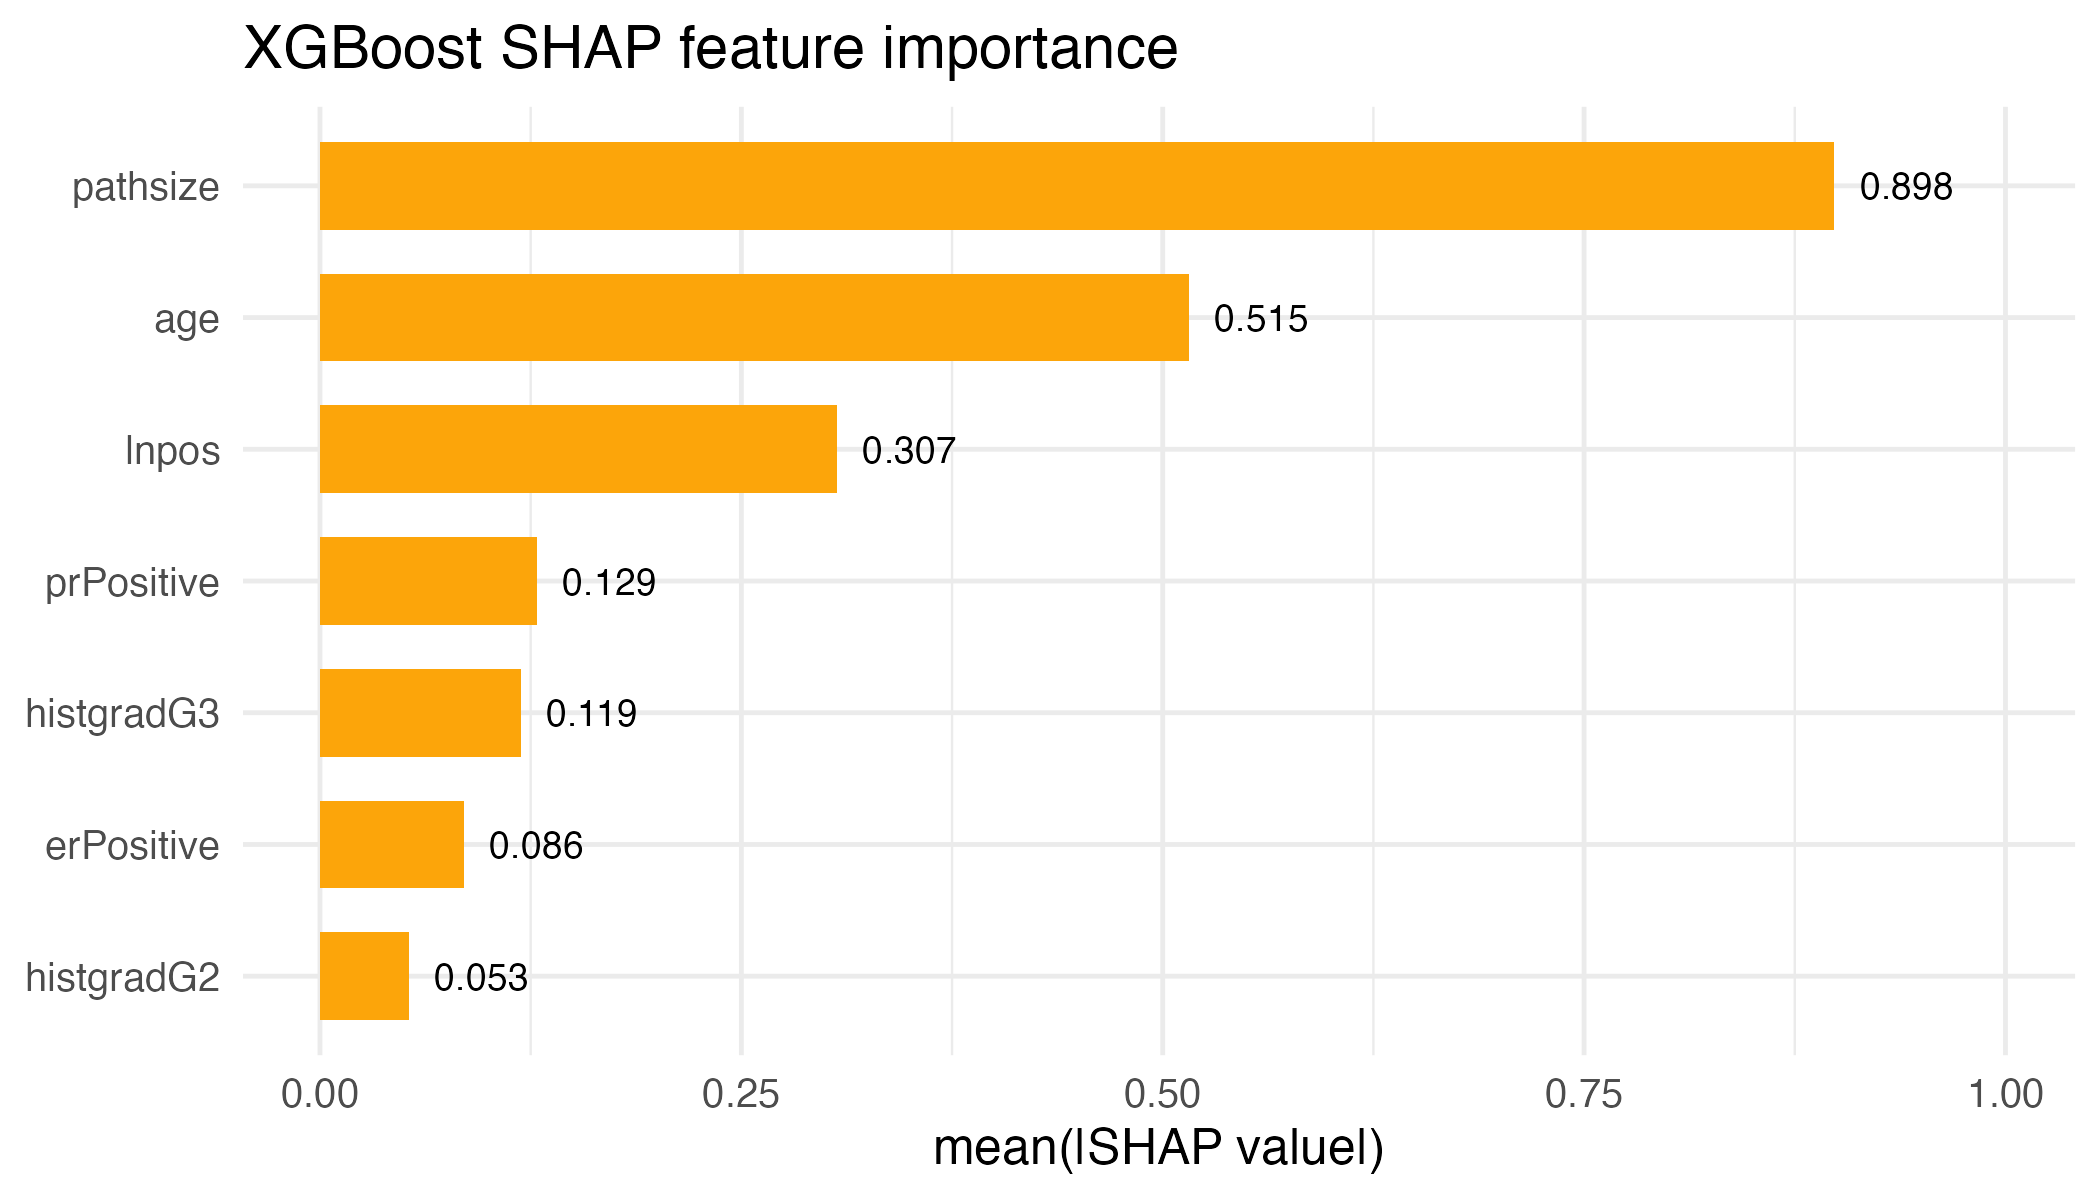 XGBoost SHAP feature importance
pathsize
0.898
age
0.515
lnpos
0.307
prPositive
0.129
histgradG3
0.119
erPositive
0.086
histgradG2
0.053
0.00 0.25 0.50 0.75 1.00
mean(|SHAP value|)